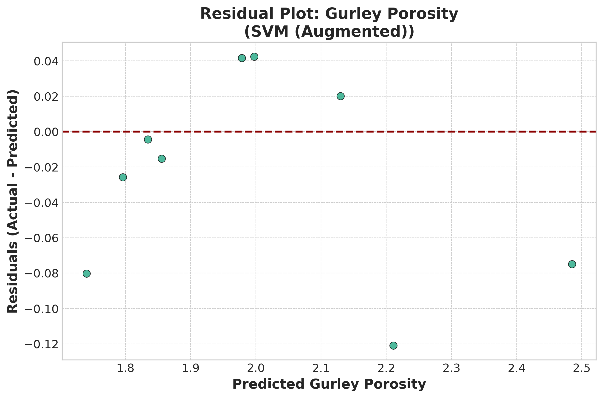 Residual Plot: Gurley Porosity
(SVM (Augmented))
Residuals (Actual - Predicted)
0.04
0.02
0.00
−0.02
−0.04
−0.06
−0.08
−0.10
−0.12
1.8 1.9 2.0 2.1 2.2 2.3 2.4 2.5
Predicted Gurley Porosity